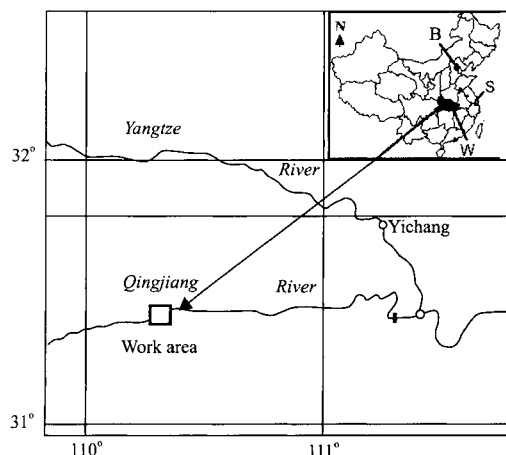 N
B
S
W
Yangtze
River
32°
Yichang
Qingjiang
River
Work area
31°
110°
111°